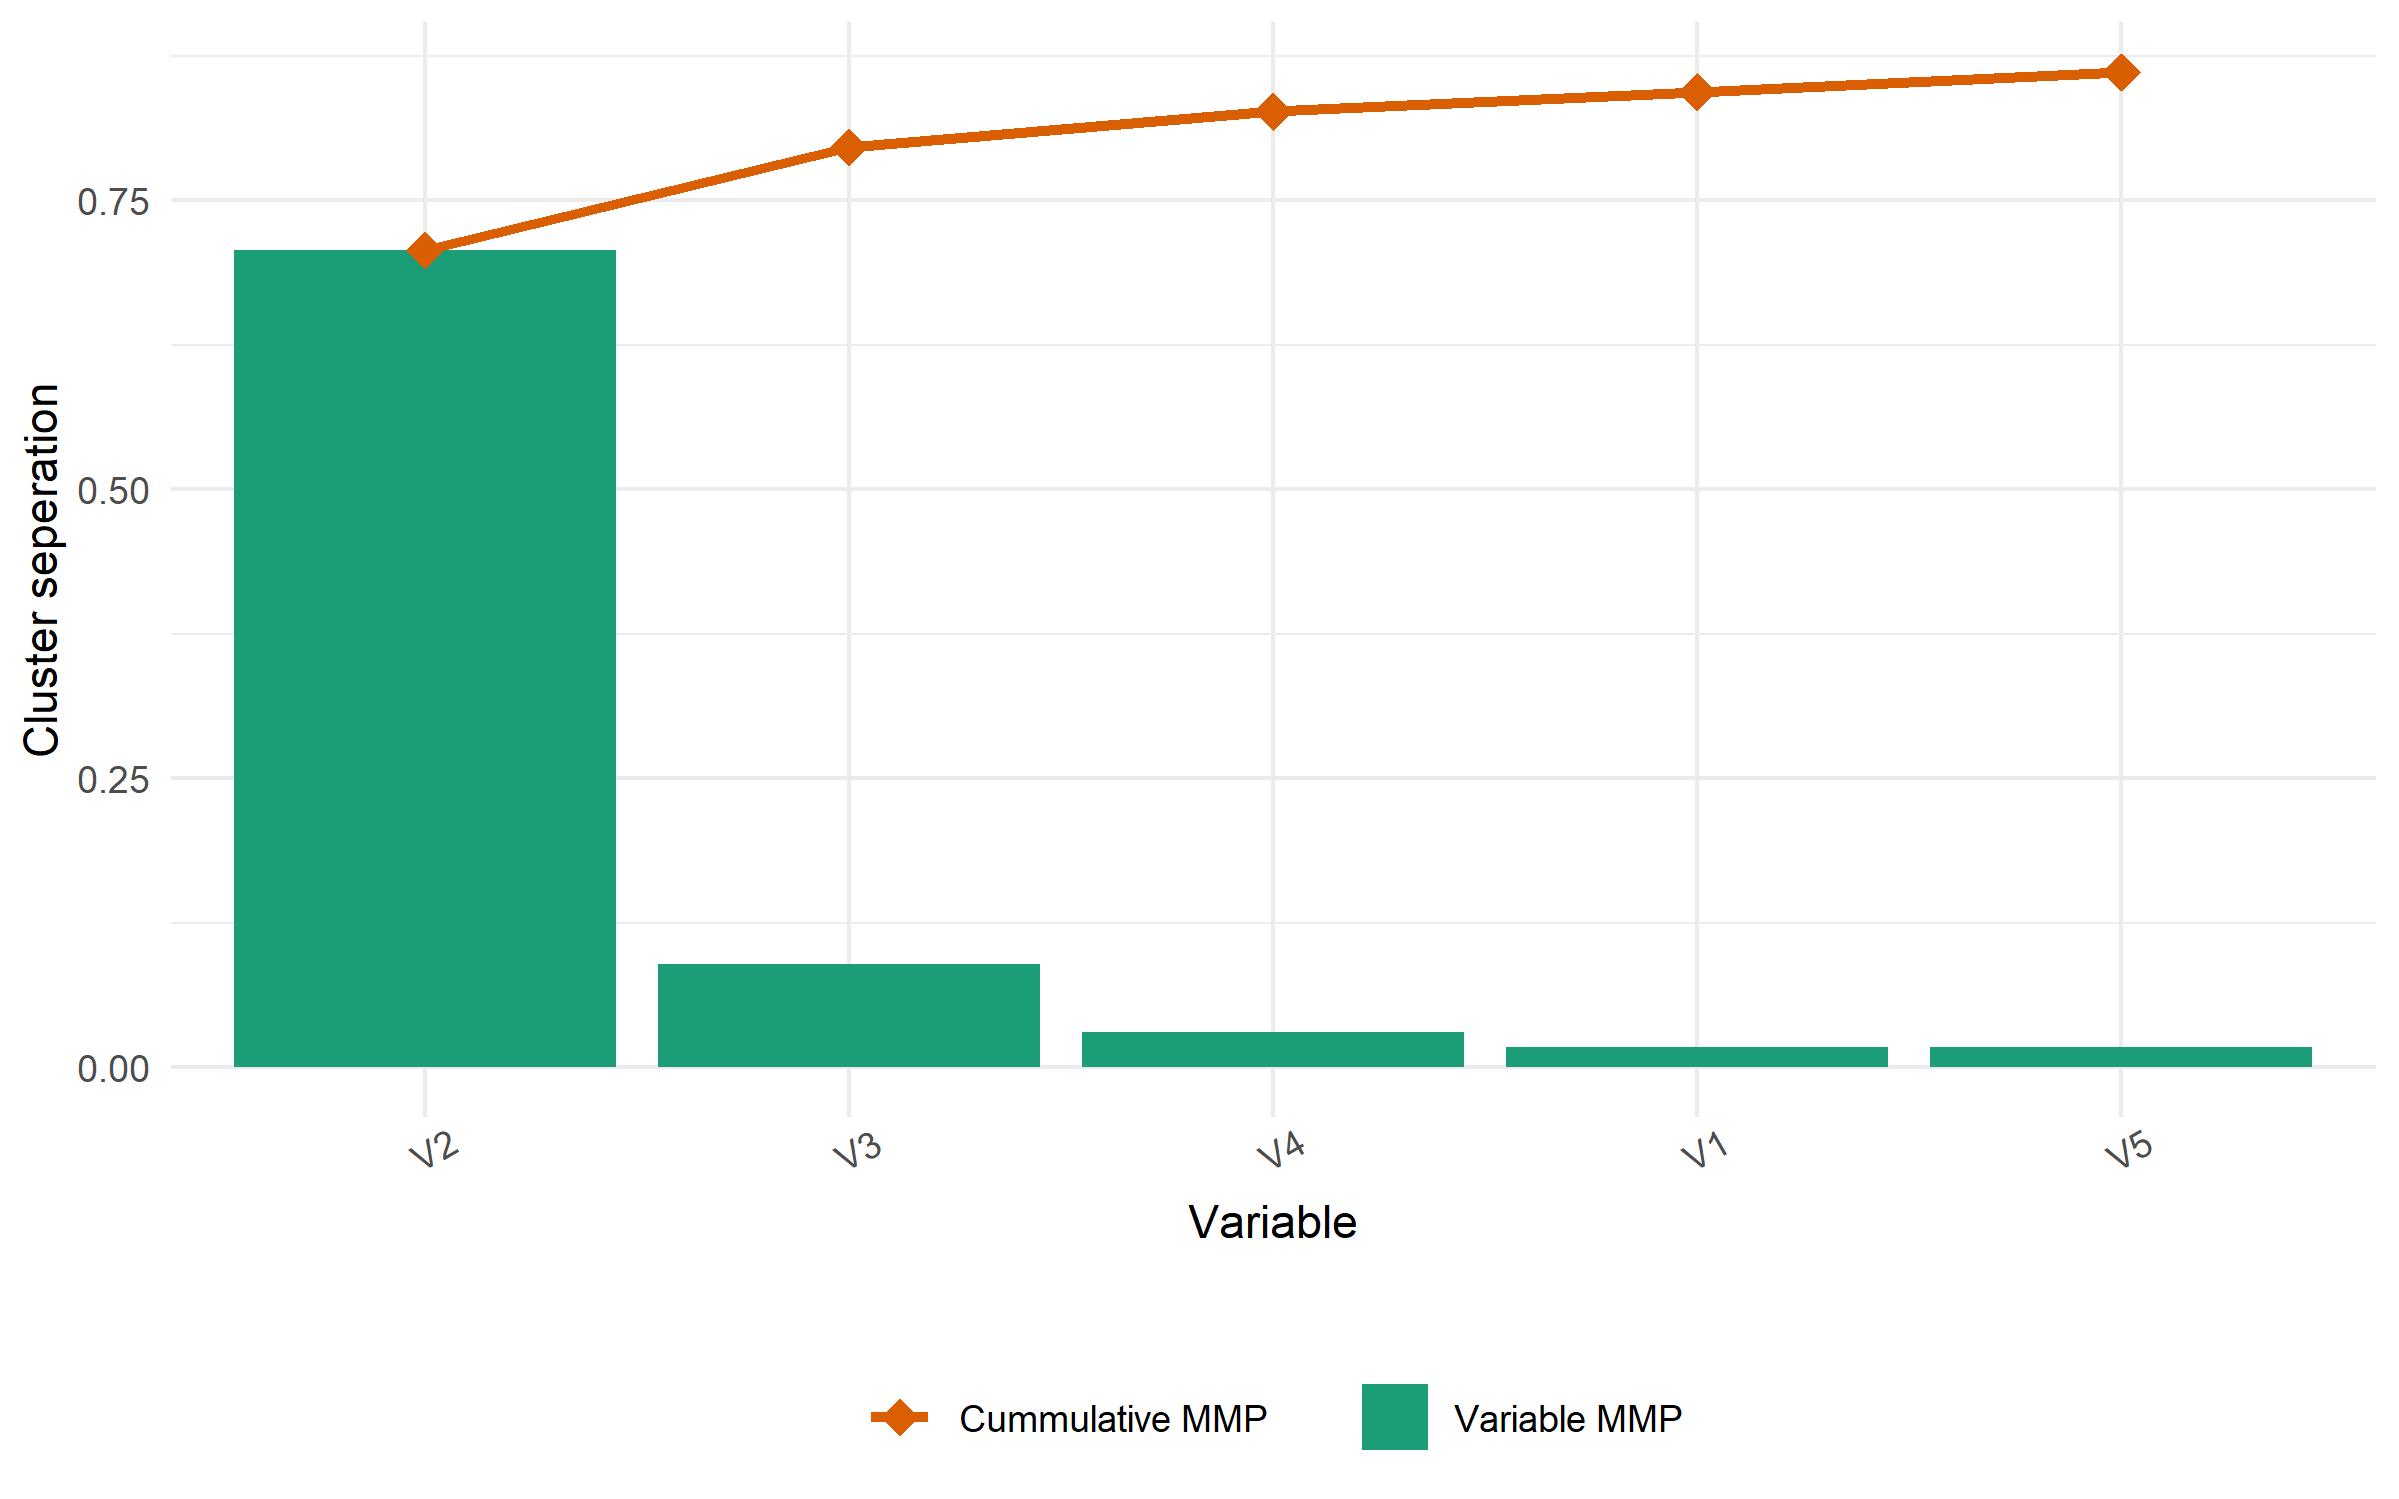 Cluster seperation
0.75
0.50
0.25
0.00
V2
V3
V4
V1
V5
Variable
Cummulative MMP
Variable MMP